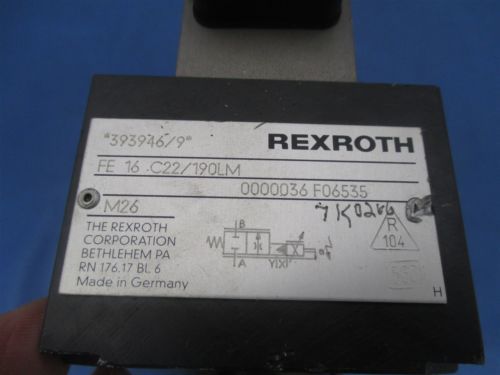 *393946/9* REXROTH
FE 16 C22/190LM
0000036 F06535
M26
7K0266
THE REXROTH
CORPORATION
BETHLEHEM PA
RN 176.17 Bl. 6
Made in Germany
B
A Y(X)
R
104
H